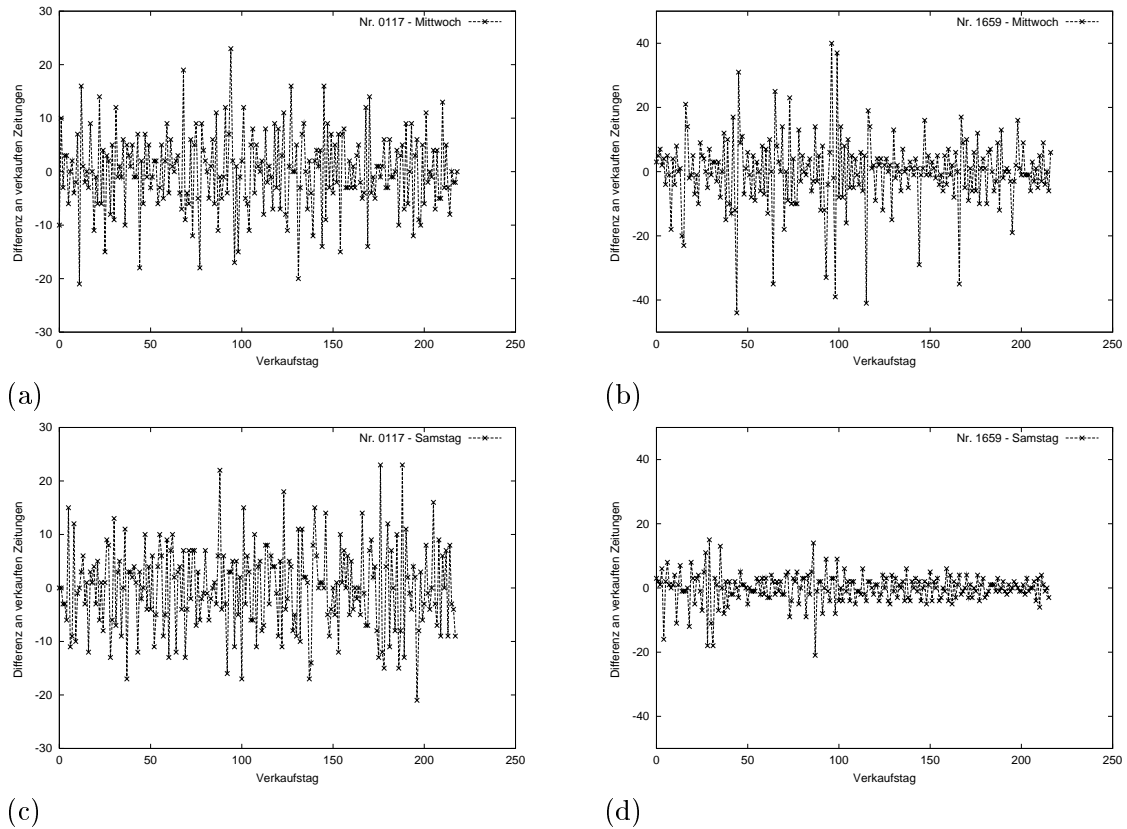 Nr. 0117 - Mittwoch
30
20
10
0
-10
-20
-30
Differenz an verkauften Zeitungen
0 50 100 150 200 250
Verkaufstag
(a)
Nr. 1659 - Mittwoch
40
20
0
-20
-40
Differenz an verkauften Zeitungen
0 50 100 150 200 250
Verkaufstag
(b)
Nr. 0117 - Samstag
30
20
10
0
-10
-20
-30
Differenz an verkauften Zeitungen
0 50 100 150 200 250
Verkaufstag
(c)
Nr. 1659 - Samstag
40
20
0
-20
-40
Differenz an verkauften Zeitungen
0 50 100 150 200 250
Verkaufstag
(d)